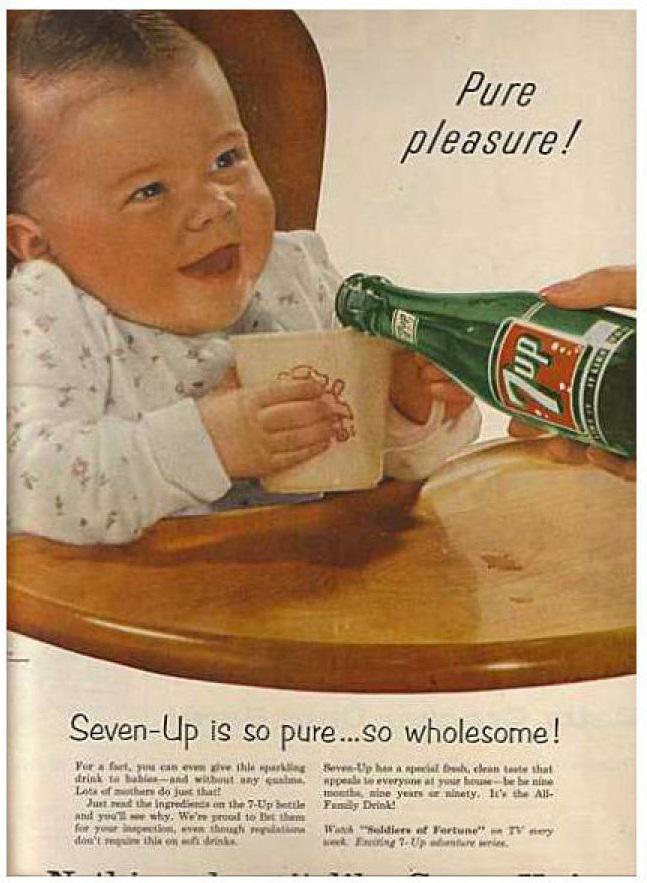 Pure
pleasure!
7up
7up
Seven-Up is so pure...so wholesome!
For a fact, you can even give this sparkling
drink to babies—and without any qualms.
Lots of mothers do just that!
Just read the ingredients on the 7-Up bottle
and you'll see why. We're proud to list them
for your inspection, even though regulations
don't require this on soft drinks.
Seven-Up has a special fresh, clean taste that
appeals to everyone at your house—be he nine
months, nine years or ninety. It's the All-
Family Drink!
Watch "Soldiers of Fortune" on TV every
week. Exciting 7-Up adventure series.